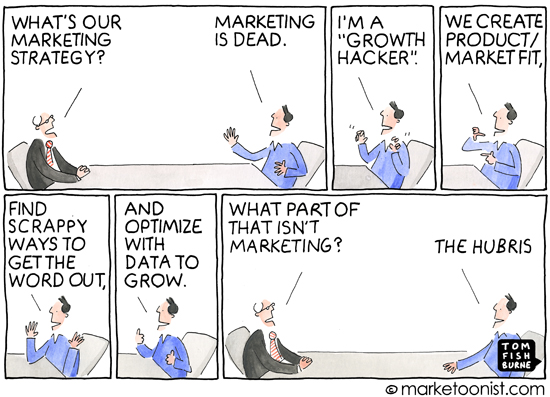 WHAT'S OUR
MARKETING
STRATEGY?
MARKETING
IS DEAD.
I'M A
"GROWTH
HACKER".
WE CREATE
PRODUCT/
MARKET FIT,
FIND
SCRAPPY
WAYS TO
GET THE
WORD OUT,
AND
OPTIMIZE
WITH
DATA TO
GROW.
WHAT PART OF
THAT ISN'T
MARKETING?
THE HUBRIS
TOM
FISH
BURNE
© marketoonist.com